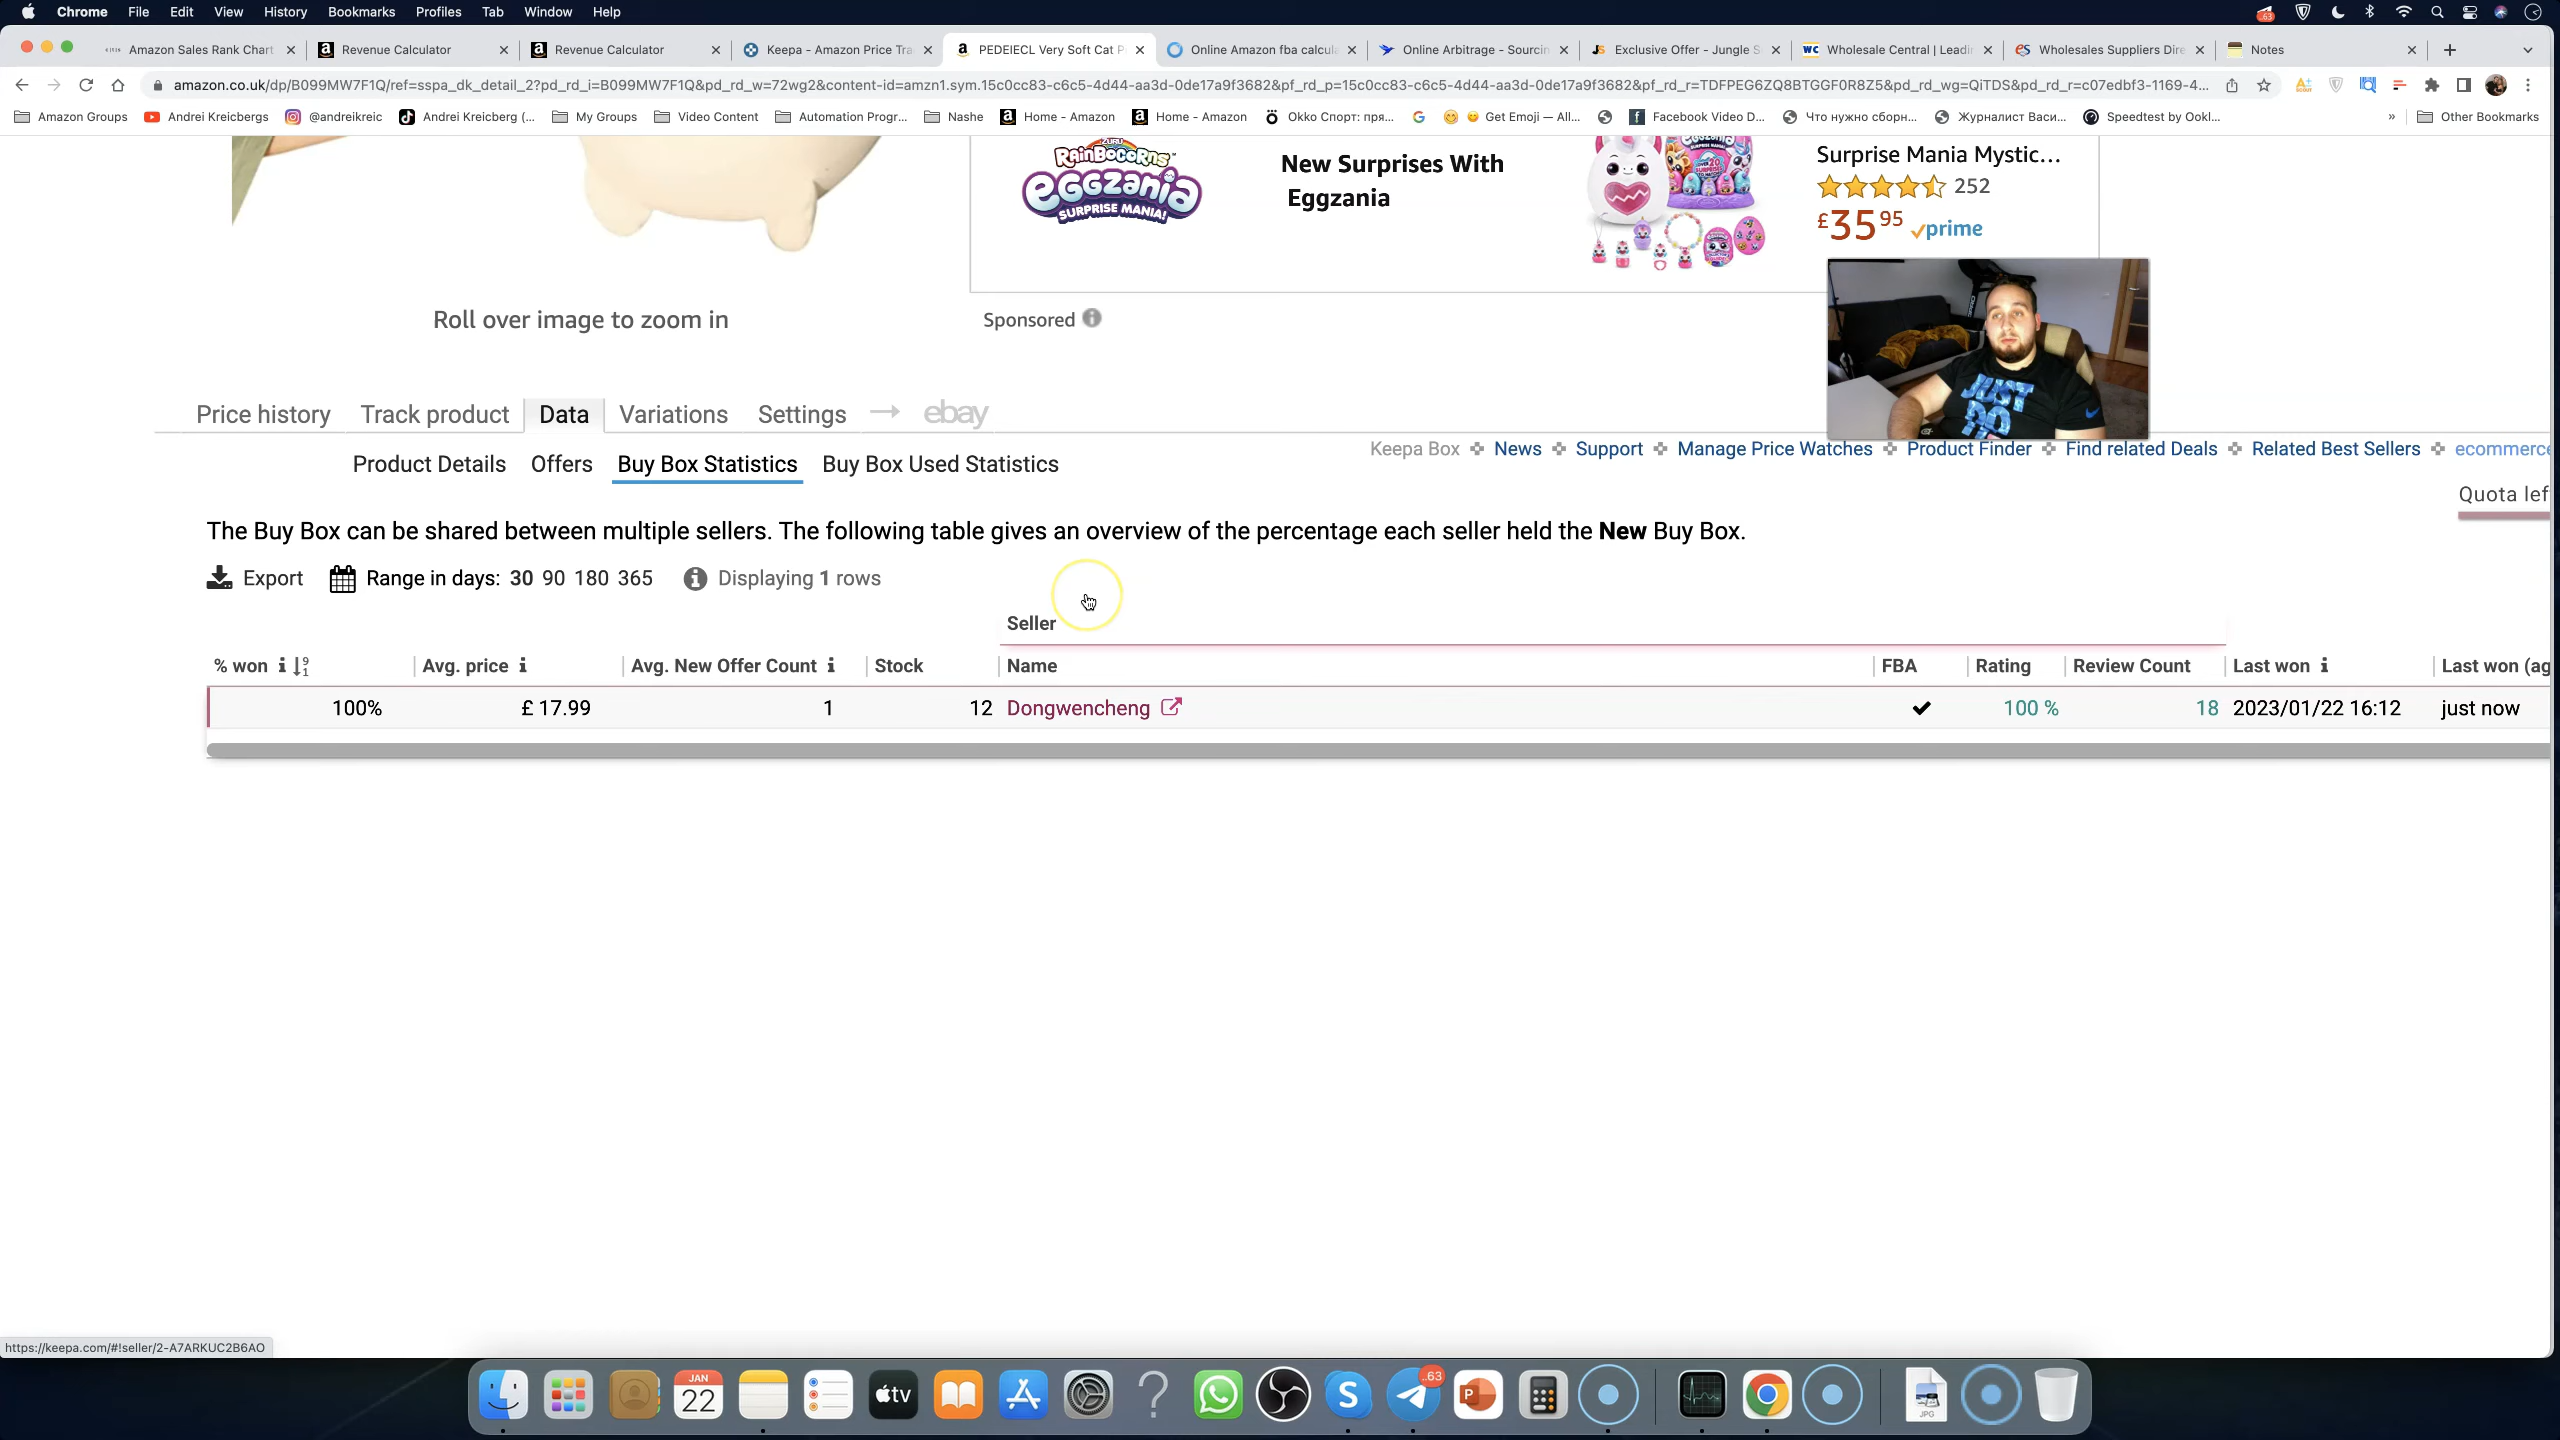 Chrome File Edit View History Bookmarks Profiles Tab Window Help
Amazon Sales Rank Chart
Revenue Calculator
Revenue Calculator
Keepa - Amazon Price Tra
PEDEIECL Very Soft Cat P
Online Amazon fba calcula
Online Arbitrage - Sourcin
Exclusive Offer - Jungle S
Wholesale Central | Leadin
Wholesales Suppliers Dire
Notes
amazon.co.uk/dp/B099MW7F1Q/ref=sspa_dk_detail_2?pd_rd_i=B099MW7F1Q&pd_rd_w=72wg2&content-id=amzn1.sym.15c0cc83-c6c5-4d44-aa3d-0de17a9f3682&pf_rd_p=15c0cc83-c6c5-4d44-aa3d-0de17a9f3682&pf_rd_r=TDFPEG6ZQ8BTGGF0R8Z5&pd_rd_wg=QiTDS&pd_rd_r=c07edbf3-1169-4...
Amazon Groups Andrei Kreicbergs @andreikreic Andrei Kreicberg (... My Groups Video Content Automation Progr... Nashe Home - Amazon Home - Amazon Okko Спорт: пря... Get Emoji — All... Facebook Video D... Что нужно сборн... Журналист Васи... Speedtest by Ookl... » Other Bookmarks
ZURU
RainBocoRns
eGGZaNia
SURPRISE MANIA!
New Surprises With
Eggzania
Surprise Mania Mystic...
252
£35 95 prime
Roll over image to zoom in
Sponsored
JUST
DO
Price history Track product Data Variations Settings ebay
Keepa Box News Support Manage Price Watches Product Finder Find related Deals Related Best Sellers ecommerce
Product Details Offers Buy Box Statistics Buy Box Used Statistics
Quota lef
The Buy Box can be shared between multiple sellers. The following table gives an overview of the percentage each seller held the New Buy Box.
Export Range in days: 30 90 180 365 Displaying 1 rows
Seller
% won Avg. price Avg. New Offer Count Stock Name FBA Rating Review Count Last won Last won (ag
100% £ 17.99 1 12 Dongwencheng 100 % 18 2023/01/22 16:12 just now
https://keepa.com/#!seller/2-A7ARKUC2B6AO
JAN
22
tv
63
JPG